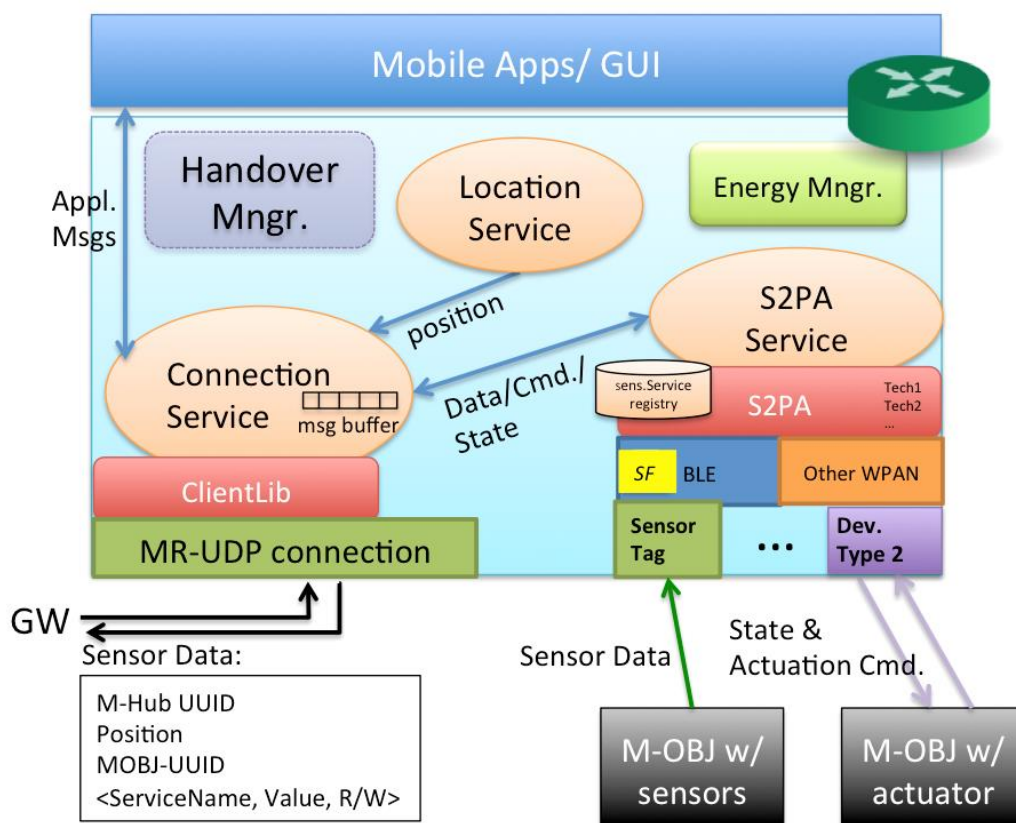 Mobile Apps/ GUI
Appl.
Msgs
Handover
Mngr.
Location
Service
Energy Mngr.
position
S2PA
Service
Connection
Service
msg buffer
Data/Cmd./
State
sens.Service
registry
S2PA
Tech1
Tech2
...
ClientLib
SF
BLE
Other WPAN
MR-UDP connection
Sensor
Tag
...
Dev.
Type 2
GW
Sensor Data:
M-Hub UUID
Position
MOBJ-UUID
<ServiceName, Value, R/W>
Sensor Data
State &
Actuation Cmd.
M-OBJ w/
sensors
M-OBJ w/
actuator